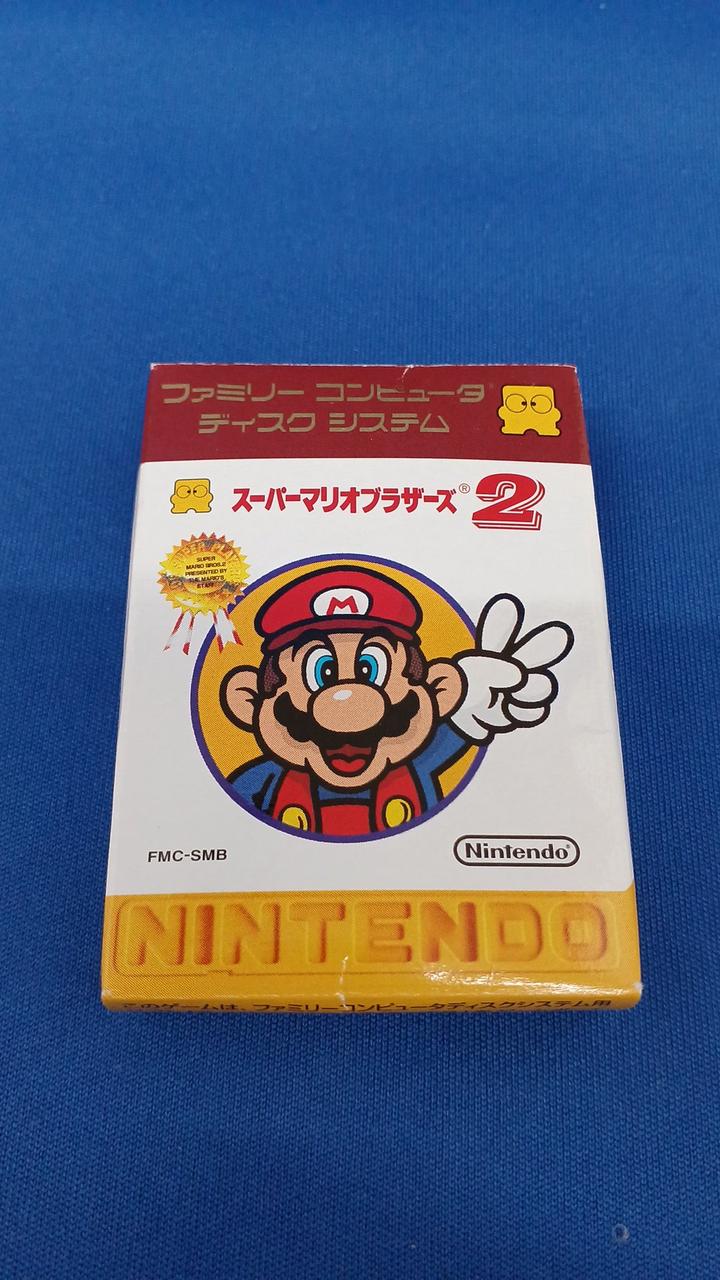 ファミリー コンピュータ®
ディスク システム
スーパーマリオブラザーズ® 2
SUPER
MARIO BROS.2
PRESENTED BY
THE MARIO'S
STAFF
M
FMC-SMB
Nintendo®
NINTENDO
このゲームは、ファミリーコンピュータディスクシステム用